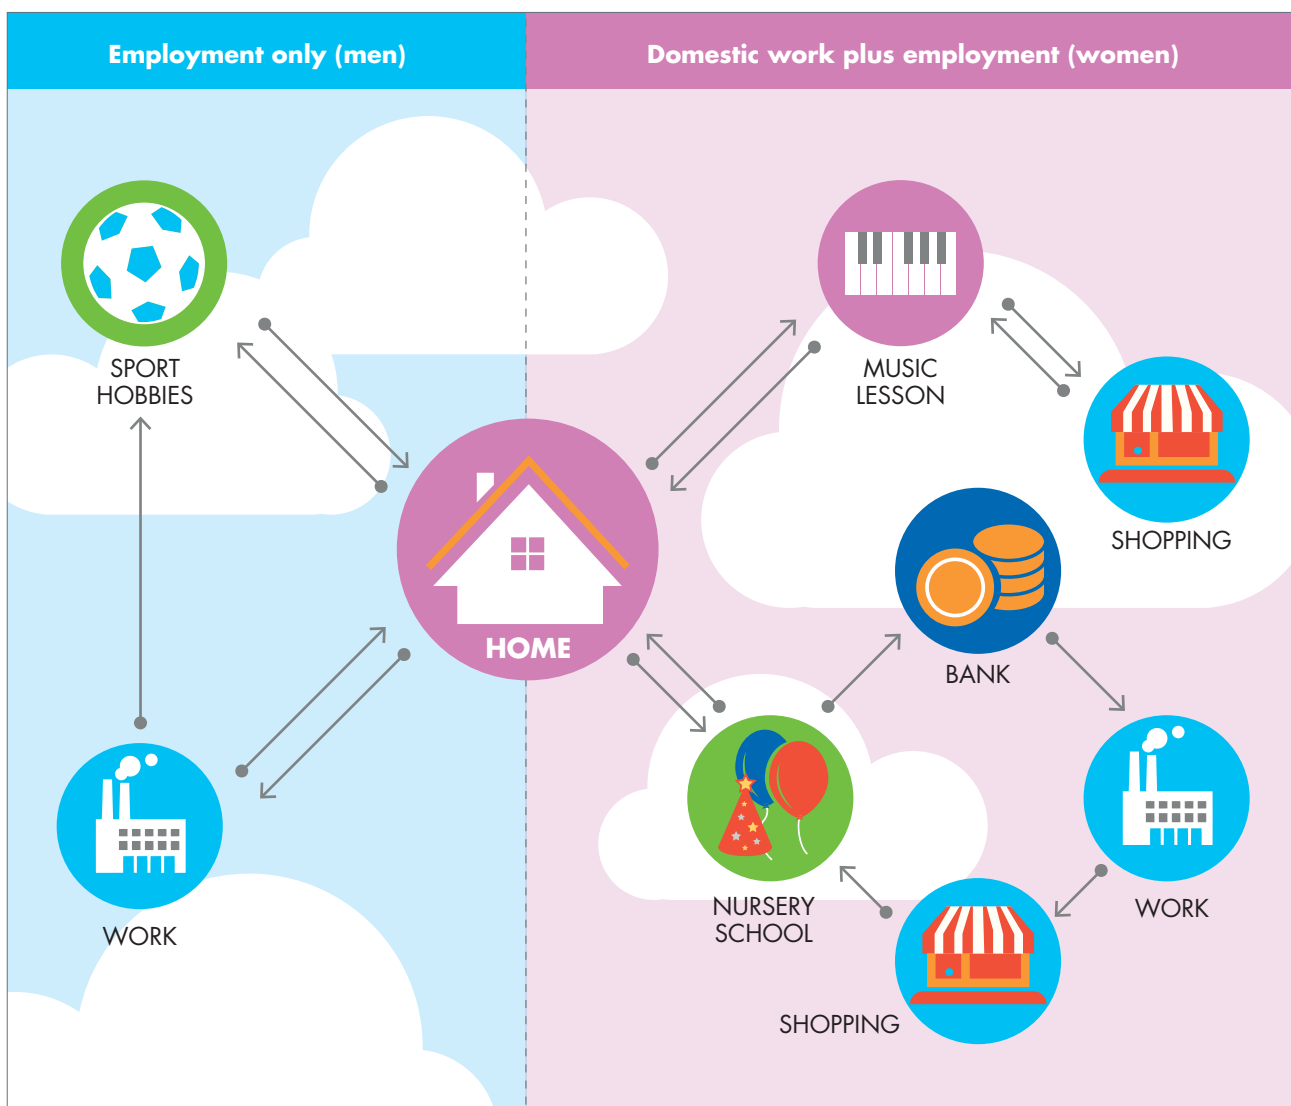 Employment only (men)
Domestic work plus employment (women)
SPORT
HOBBIES
MUSIC
LESSON
SHOPPING
HOME
BANK
NURSERY
SCHOOL
WORK
WORK
SHOPPING